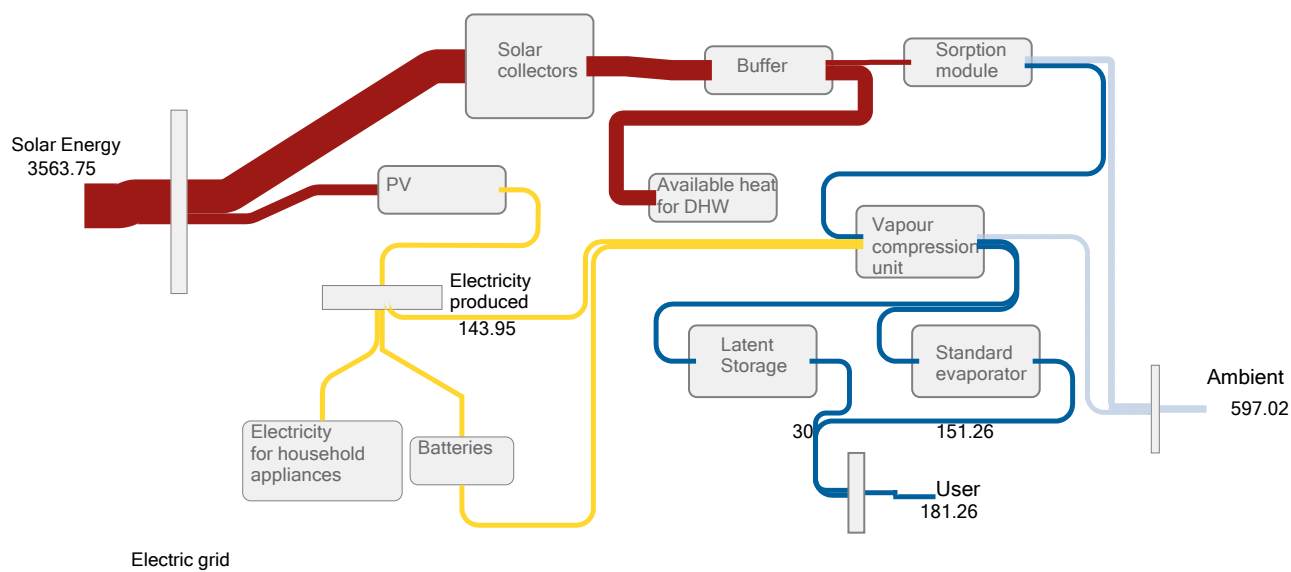 Solar
collectors
Buffer
Sorption
module
Solar Energy
3563.75
PV
Available heat
for DHW
Vapour
compression
unit
Electricity
produced
143.95
Latent
Storage
Standard
evaporator
Ambient
597.02
Electricity
for household
appliances
Batteries
30
151.26
User
181.26
Electric grid